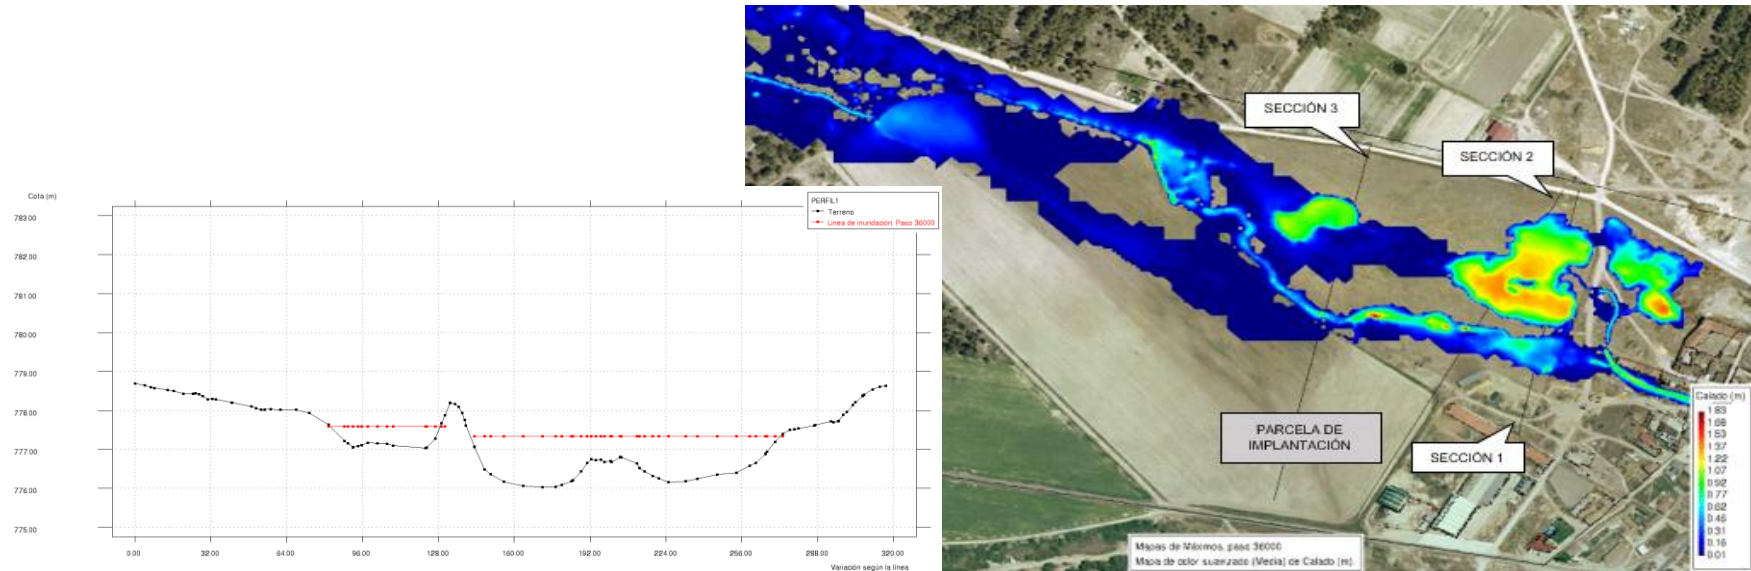 Cota (m)
783.00
782.00
781.00
780.00
779.00
778.00
777.00
776.00
775.00
0.00
32.00
64.00
96.00
128.00
160.00
192.00
224.00
256.00
288.00
320.00
Variación según la línea
PERFIL1
Terreno
Línea de inundación. Paso 36000
SECCIÓN 3
SECCIÓN 2
PARCELA DE
IMPLANTACIÓN
SECCIÓN 1
Mapas de Máximos, paso 36000
Mapa de color suavizado (Media) de Calado (m).
Calado (m)
1.83
1.68
1.53
1.37
1.22
1.07
0.92
0.77
0.62
0.46
0.31
0.16
0.01